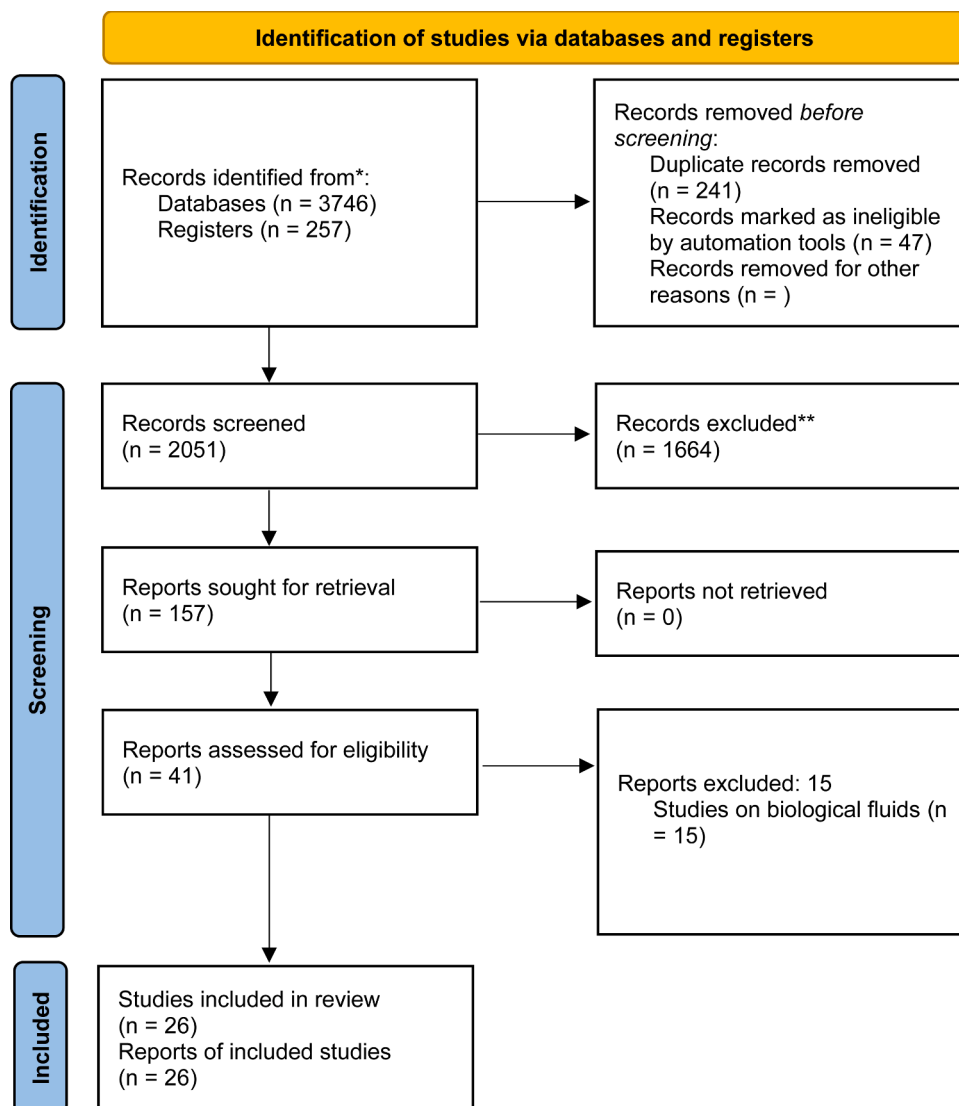 Identification of studies via databases and registers
Identification
Records identified from*:
Databases (n = 3746)
Registers (n = 257)
Records removed before
screening:
Duplicate records removed
(n = 241)
Records marked as ineligible
by automation tools (n = 47)
Records removed for other
reasons (n = )
Screening
Records screened
(n = 2051)
Records excluded**
(n = 1664)
Reports sought for retrieval
(n = 157)
Reports not retrieved
(n = 0)
Reports assessed for eligibility
(n = 41)
Reports excluded: 15
Studies on biological fluids (n
= 15)
Included
Studies included in review
(n = 26)
Reports of included studies
(n = 26)